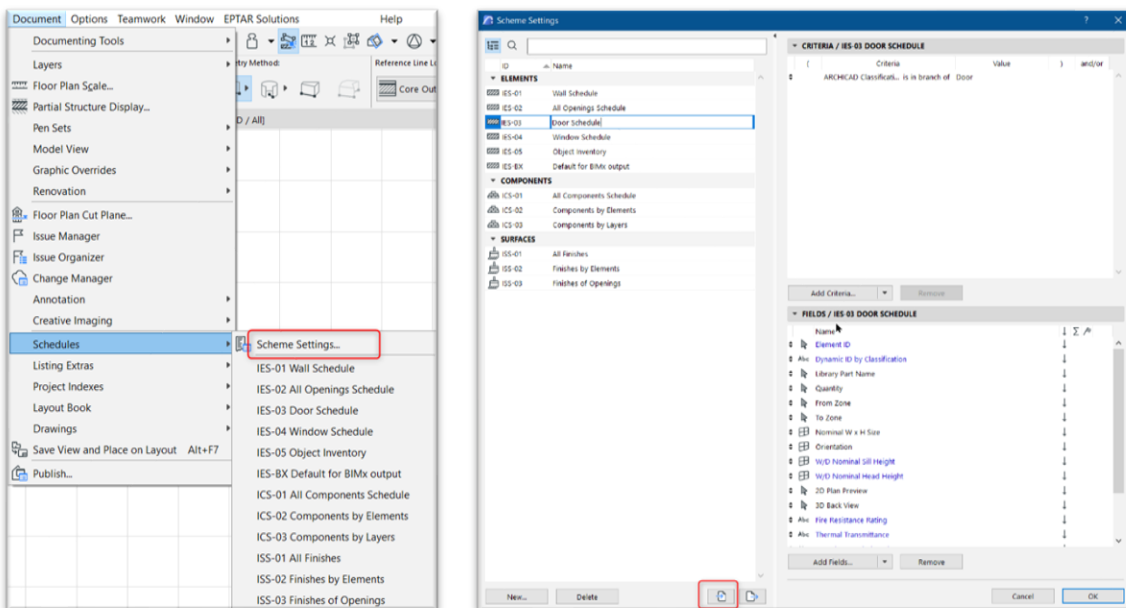 Document Options Teamwork Window EPTAR Solutions Help
Documenting Tools
Layers
Floor Plan Scale...
Partial Structure Display...
Pen Sets
Model View
Graphic Overrides
Renovation
Floor Plan Cut Plane...
Issue Manager
Issue Organizer
Change Manager
Annotation
Creative Imaging
Schedules
Listing Extras
Project Indexes
Layout Book
Drawings
Save View and Place on Layout Alt+F7
Publish...
try Method:
Reference Line Lo
Core Out
D / All]
Scheme Settings...
IES-01 Wall Schedule
IES-02 All Openings Schedule
IES-03 Door Schedule
IES-04 Window Schedule
IES-05 Object Inventory
IES-BX Default for BIMx output
ICS-01 All Components Schedule
ICS-02 Components by Elements
ICS-03 Components by Layers
ISS-01 All Finishes
ISS-02 Finishes by Elements
ISS-03 Finishes of Openings
Scheme Settings
ID Name
ELEMENTS
IES-01 Wall Schedule
IES-02 All Openings Schedule
IES-03 Door Schedule
IES-04 Window Schedule
IES-05 Object Inventory
IES-BX Default for BIMx output
COMPONENTS
ICS-01 All Components Schedule
ICS-02 Components by Elements
ICS-03 Components by Layers
SURFACES
ISS-01 All Finishes
ISS-02 Finishes by Elements
ISS-03 Finishes of Openings
New... Delete
CRITERIA / IES-03 DOOR SCHEDULE
( Criteria Value ) and/or
ARCHICAD Classificati... is in branch of Door
Add Criteria... Remove
FIELDS / IES-03 DOOR SCHEDULE
Name
Element ID
Abc Dynamic ID by Classification
Library Part Name
Quantity
From Zone
To Zone
Nominal W x H Size
Orientation
W/D Nominal Sill Height
W/D Nominal Head Height
2D Plan Preview
3D Back View
Abc Fire Resistance Rating
Abc Thermal Transmittance
Add Fields... Remove
Cancel OK